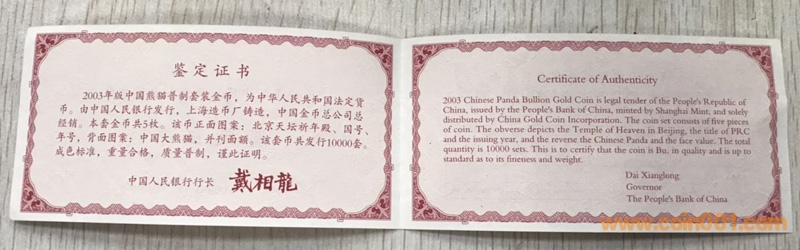 鉴定证书
2003年版中国熊猫普制套装金币，为中华人民共和国法定货
币。由中国人民银行发行，上海造币厂铸造，中国金币总公司总
经销。本套金币共5枚。该币正面图案：北京天坛祈年殿、国号、
年号，背面图案：中国大熊猫，并刊面额。该套币共发行10000套。
成色标准，重量合格，质量普制，谨此证明。
中国人民银行行长 戴相龍
Certificate of Authenticity
2003 Chinese Panda Bullion Gold Coin is legal tender of the People's Republic of
China, issued by the People's Bank of China, minted by Shanghai Mint, and solely
distributed by China Gold Coin Incorporation. The coin set consists of five pieces
of coin. The obverse depicts the Temple of Heaven in Beijing, the title of PRC
and the issuing year, and the reverse the Chinese Panda and the face value. The total
quantity is 10000 sets. This is to certify that the coin is Bu, in quality and is up to
standard as to its fineness and weight.
Dai Xianglong
Governor
The People's Bank of China
www.coin001.com